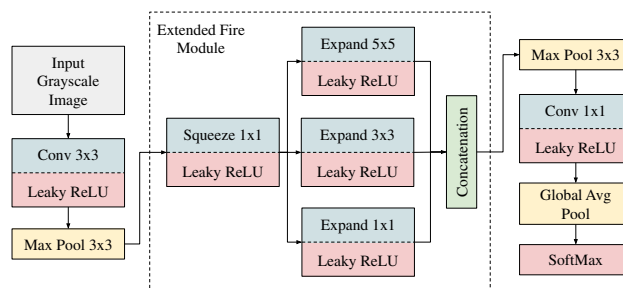 Input
Grayscale
Image
Conv 3x3
Leaky ReLU
Max Pool 3x3
Extended Fire
Module
Squeeze 1x1
Leaky ReLU
Expand 5x5
Leaky ReLU
Expand 3x3
Leaky ReLU
Expand 1x1
Leaky ReLU
Concatenation
Max Pool 3x3
Conv 1x1
Leaky ReLU
Global Avg
Pool
SoftMax